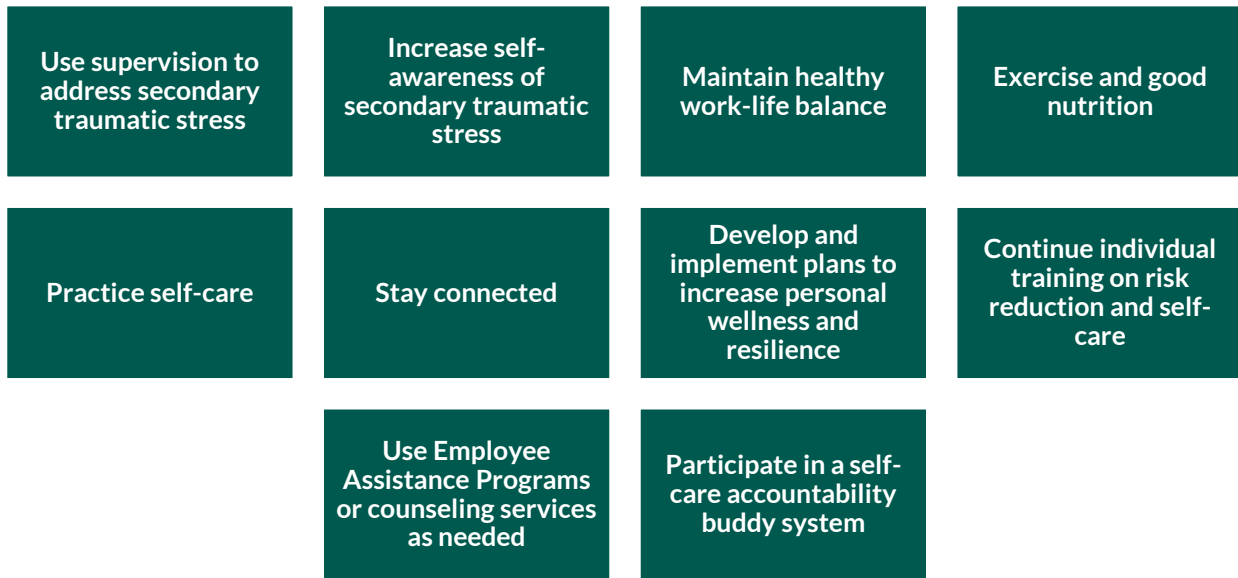 Use supervision to
address secondary
traumatic stress
Increase self-
awareness of
secondary traumatic
stress
Maintain healthy
work-life balance
Exercise and good
nutrition
Practice self-care
Stay connected
Develop and
implement plans to
increase personal
wellness and
resilience
Continue individual
training on risk
reduction and self-
care
Use Employee
Assistance Programs
or counseling services
as needed
Participate in a self-
care accountability
buddy system